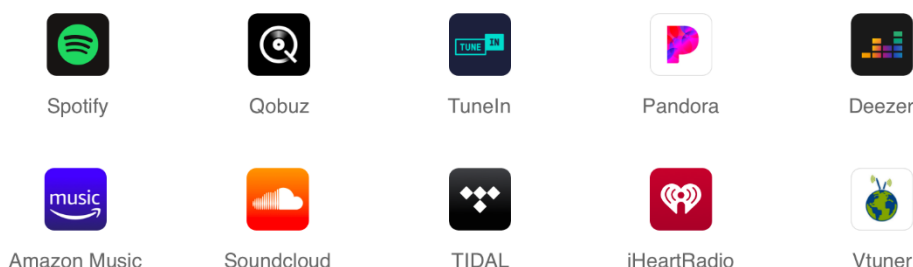 TUNE IN
Spotify
Qobuz
TuneIn
Pandora
Deezer
music
Amazon Music
Soundcloud
TIDAL
iHeartRadio
Vtuner